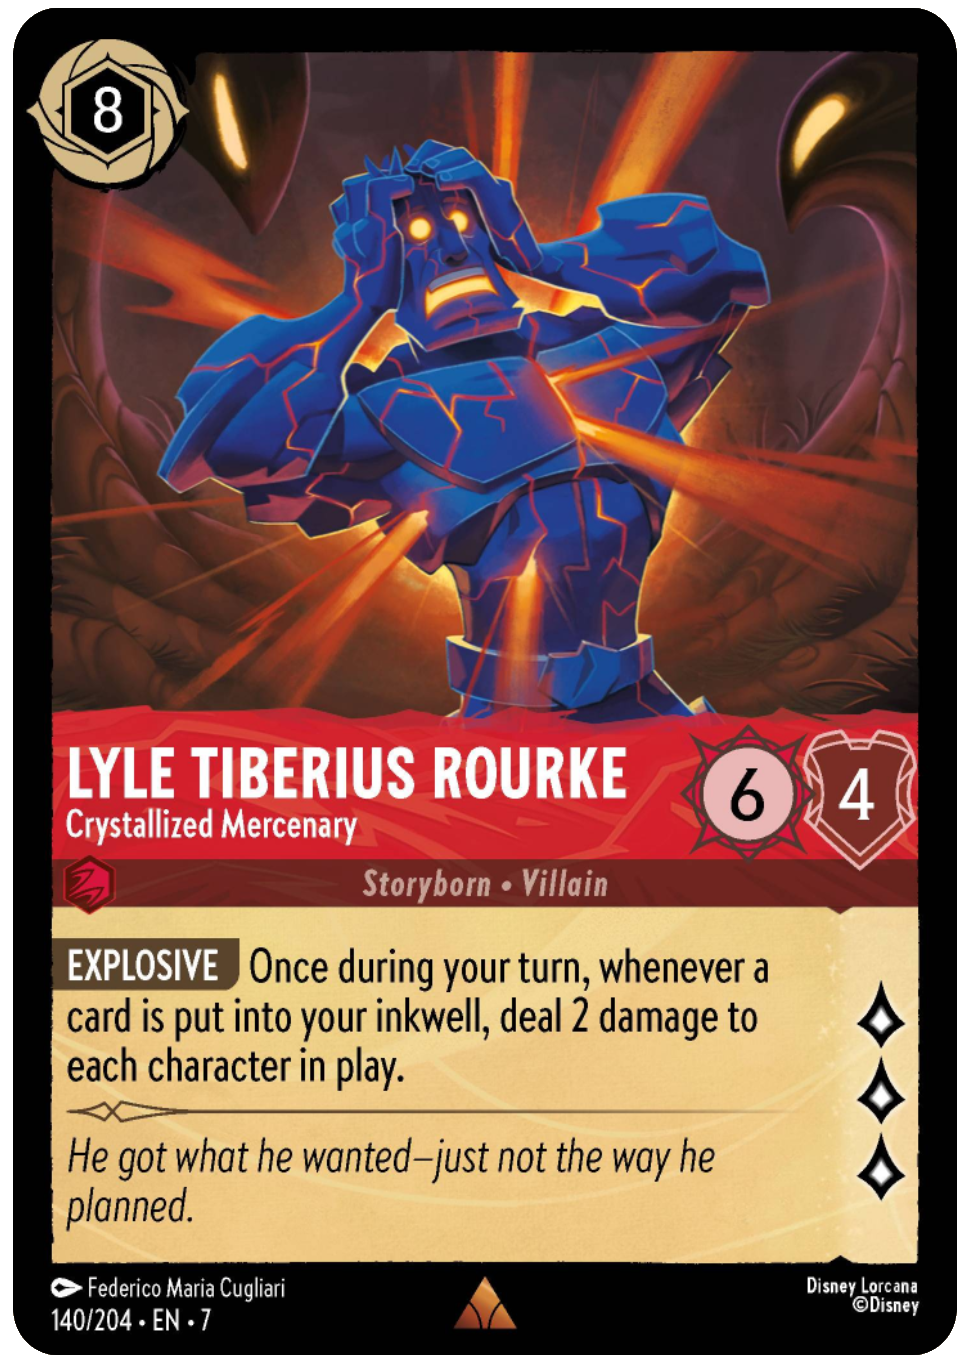 8
LYLE TIBERIUS ROURKE
Crystallized Mercenary
6
4
Storyborn • Villain
EXPLOSIVE Once during your turn, whenever a
card is put into your inkwell, deal 2 damage to
each character in play.
He got what he wanted–just not the way he
planned.
Federico Maria Cugliari
140/204 • EN • 7
Disney Lorcana
©Disney